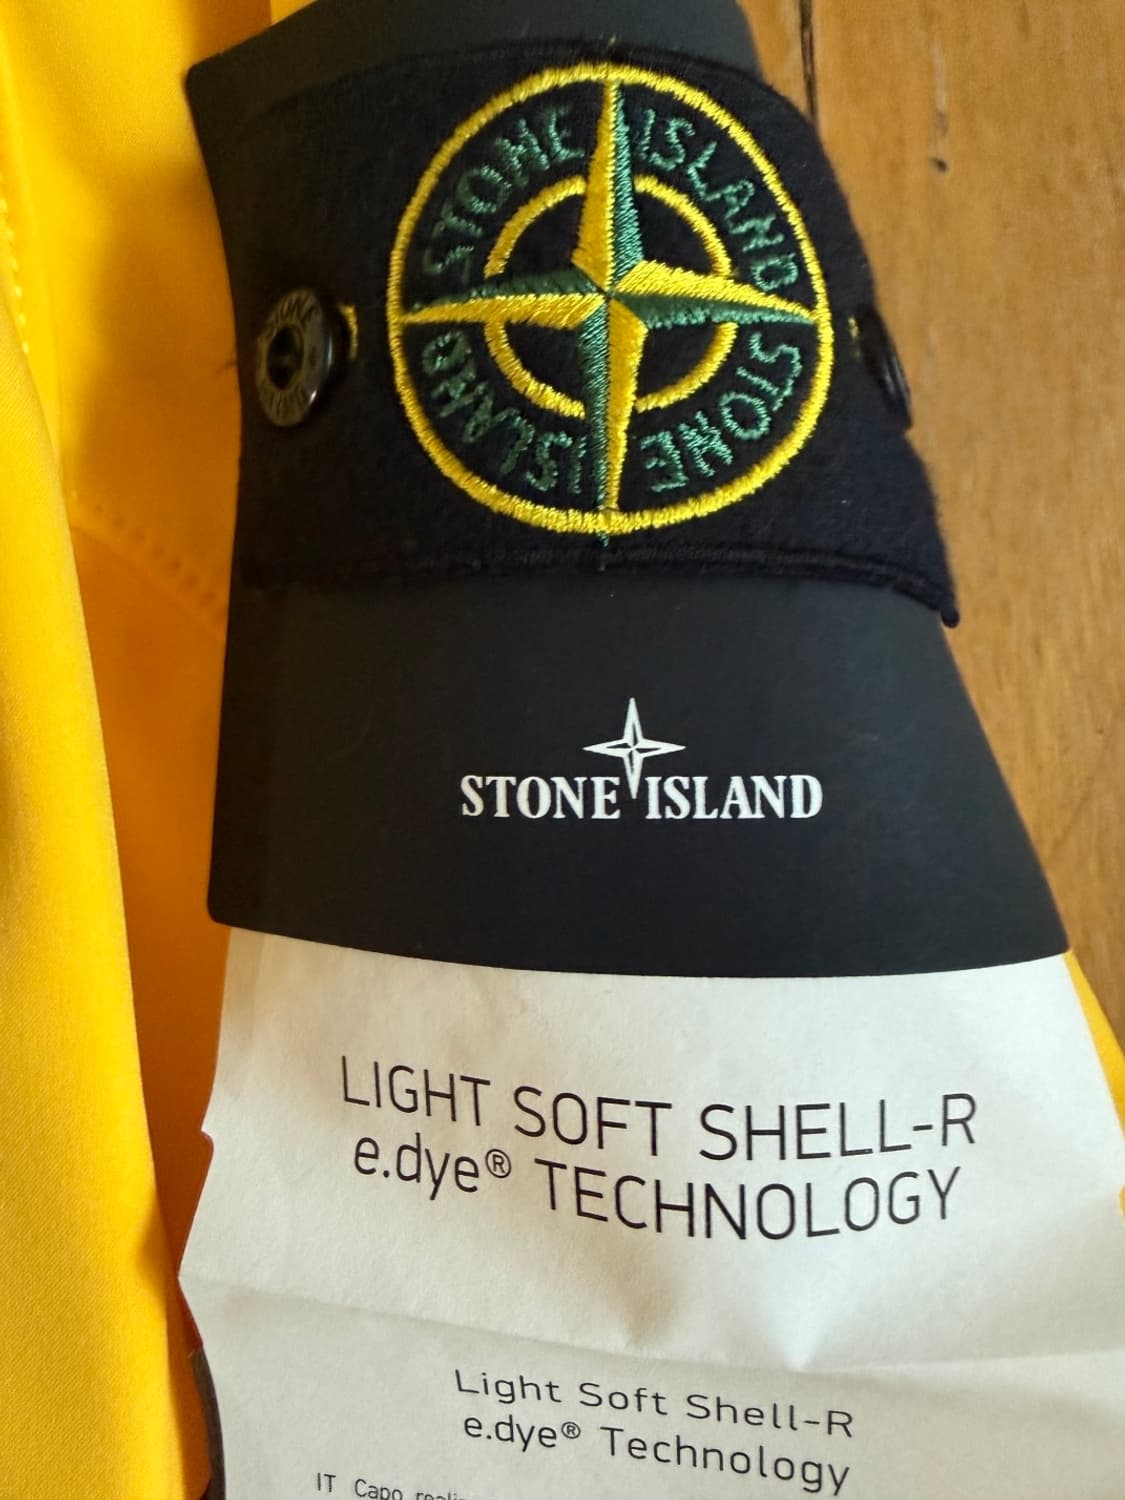 STONE ISLAND
STONE ISLAND
STONE ISLAND
LIGHT SOFT SHELL-R
e.dye® TECHNOLOGY
Light Soft Shell-R
e.dye® Technology
IT Capo